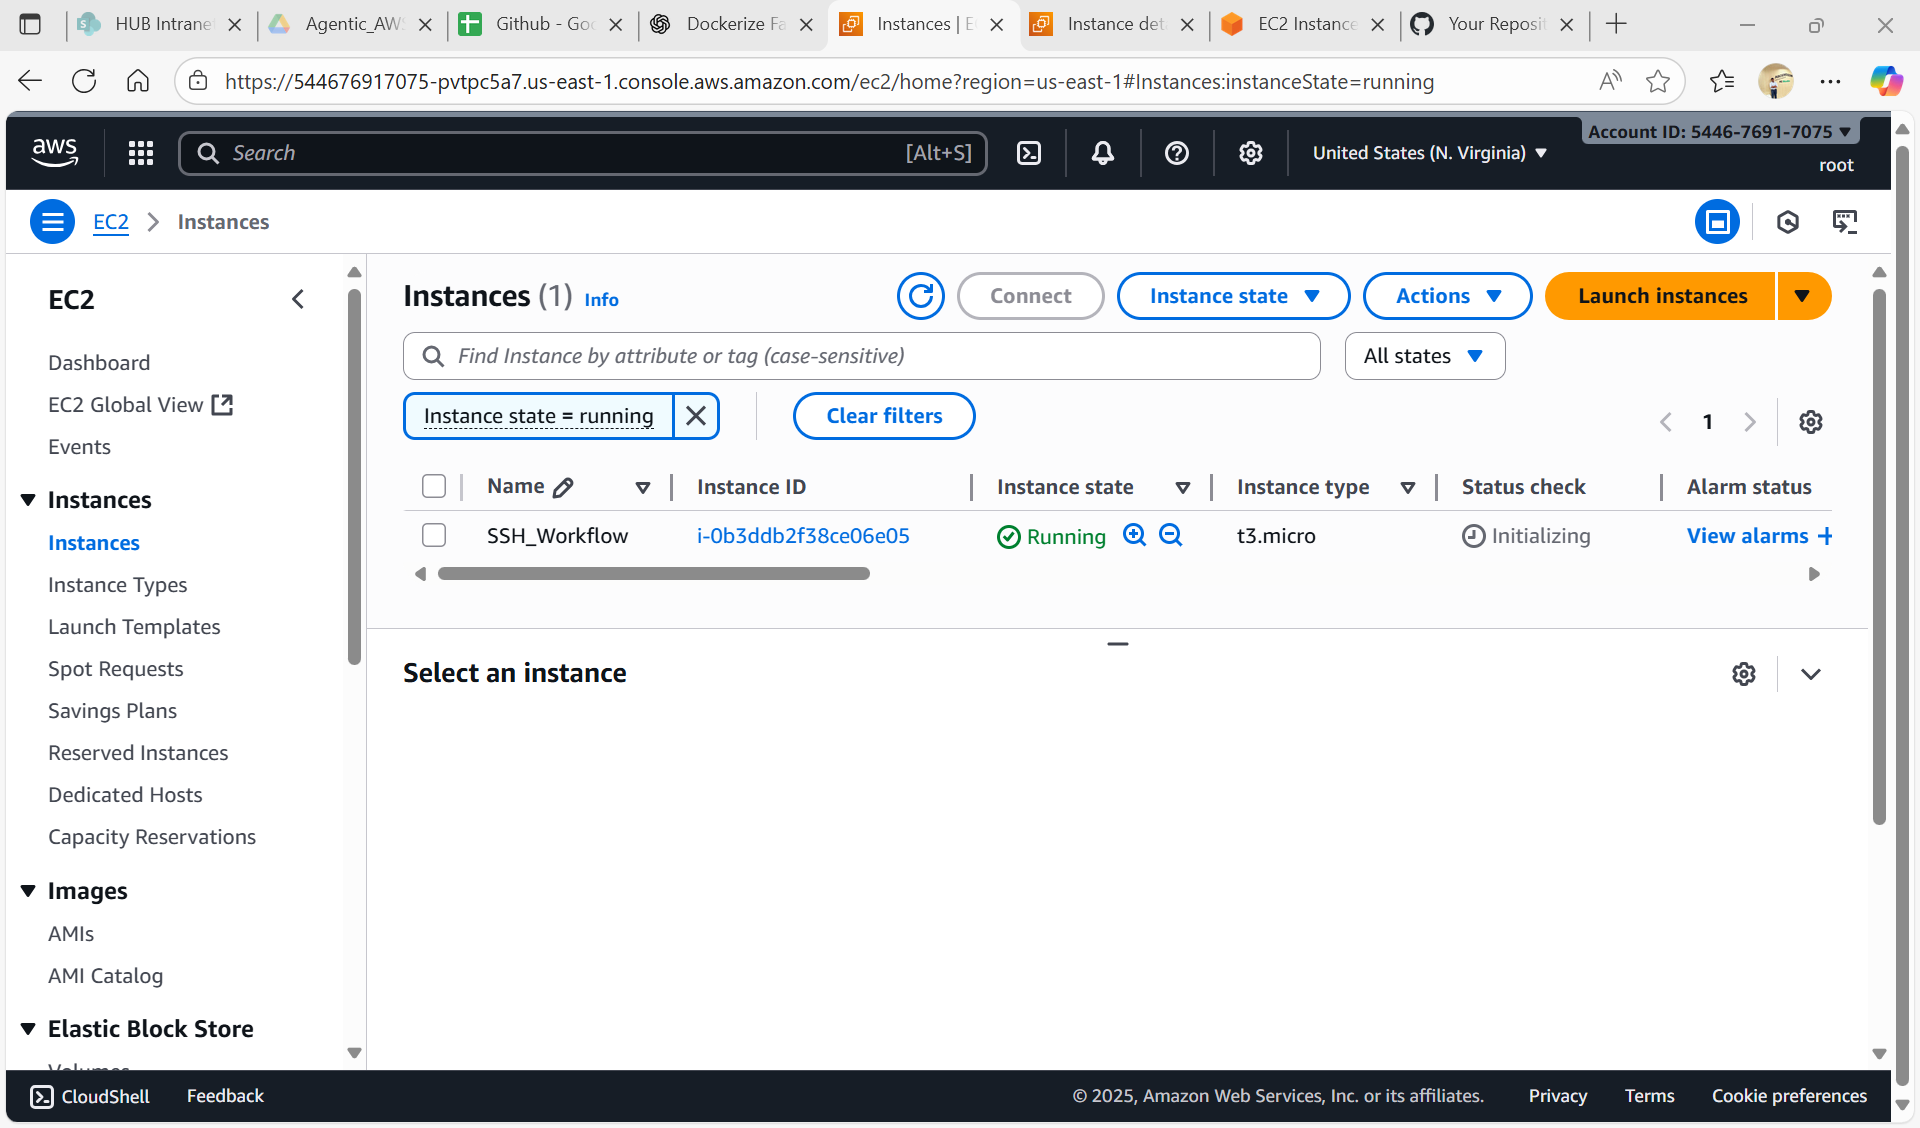 HUB Intrane
Agentic_AW
Github - Goo
Dockerize Fa
Instances | E
Instance det
EC2 Instance
Your Reposit
https://544676917075-pvtpc5a7.us-east-1.console.aws.amazon.com/ec2/home?region=us-east-1#Instances:instanceState=running
aws
Search
[Alt+S]
United States (N. Virginia)
Account ID: 5446-7691-7075
root
EC2
Instances
EC2
Dashboard
EC2 Global View
Events
Instances
Instances
Instance Types
Launch Templates
Spot Requests
Savings Plans
Reserved Instances
Dedicated Hosts
Capacity Reservations
Images
AMIs
AMI Catalog
Elastic Block Store
Volumes
Instances (1) Info
Connect
Instance state
Actions
Launch instances
Find Instance by attribute or tag (case-sensitive)
All states
Instance state = running
Clear filters
1
Name Instance ID Instance state Instance type Status check Alarm status
SSH_Workflow i-0b3ddb2f38ce06e05 Running t3.micro Initializing View alarms +
Select an instance
CloudShell Feedback © 2025, Amazon Web Services, Inc. or its affiliates. Privacy Terms Cookie preferences